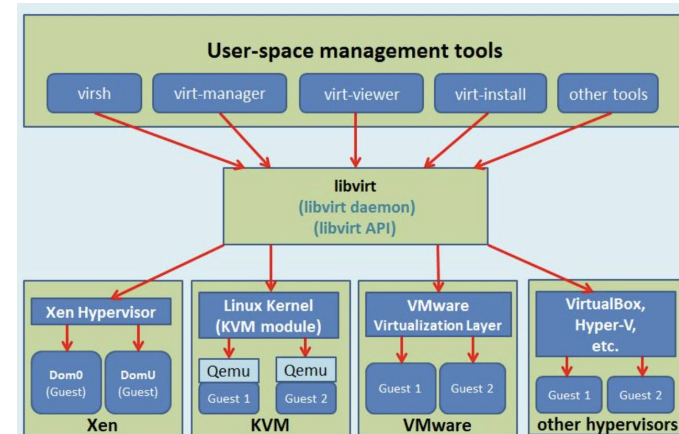 User-space management tools
virsh
virt-manager
virt-viewer
virt-install
other tools
libvirt
(libvirt daemon)
(libvirt API)
Xen Hypervisor
Dom0
(Guest)
DomU
(Guest)
Xen
Linux Kernel
(KVM module)
Qemu
Qemu
Guest 1
Guest 2
KVM
VMware
Virtualization Layer
Guest 1
Guest 2
VMware
VirtualBox,
Hyper-V,
etc.
Guest 1
Guest 2
other hypervisors